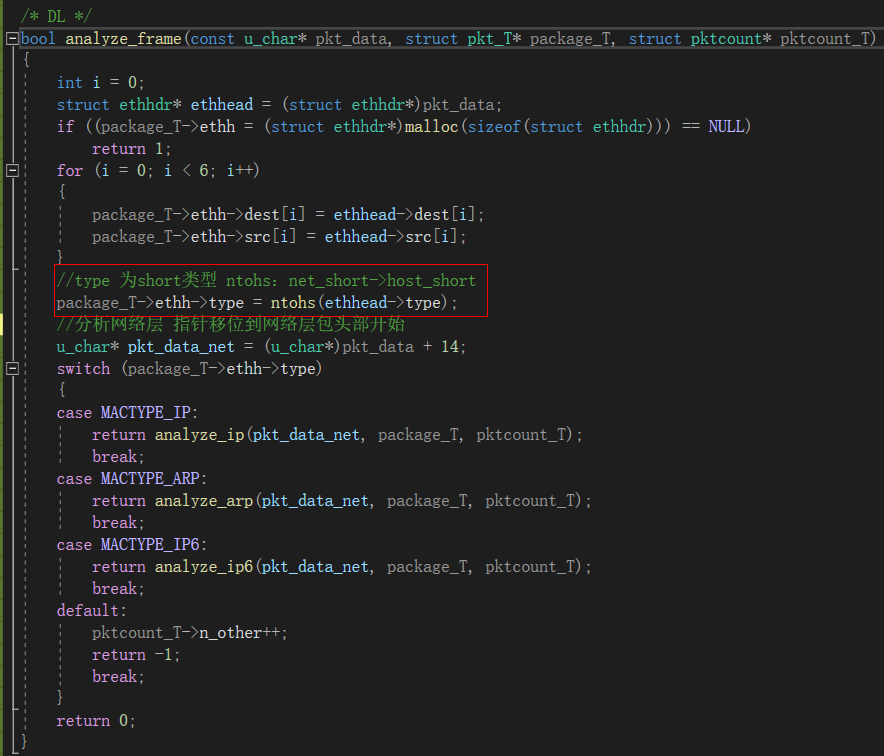 /* DL */
bool analyze_frame(const u_char* pkt_data, struct pkt_T* package_T, struct pktcount* pktcount_T)
{
int i = 0;
struct ethhdr* ethhead = (struct ethhdr*)pkt_data;
if ((package_T->ethh = (struct ethhdr*)malloc(sizeof(struct ethhdr))) == NULL)
return 1;
for (i = 0; i < 6; i++)
{
package_T->ethh->dest[i] = ethhead->dest[i];
package_T->ethh->src[i] = ethhead->src[i];
}
//type 为short类型 ntohs：net_short->host_short
package_T->ethh->type = ntohs(ethhead->type);
//分析网络层 指针移位到网络层包头部开始
u_char* pkt_data_net = (u_char*)pkt_data + 14;
switch (package_T->ethh->type)
{
case MACTYPE_IP:
return analyze_ip(pkt_data_net, package_T, pktcount_T);
break;
case MACTYPE_ARP:
return analyze_arp(pkt_data_net, package_T, pktcount_T);
break;
case MACTYPE_IP6:
return analyze_ip6(pkt_data_net, package_T, pktcount_T);
break;
default:
pktcount_T->n_other++;
return -1;
break;
}
return 0;
}